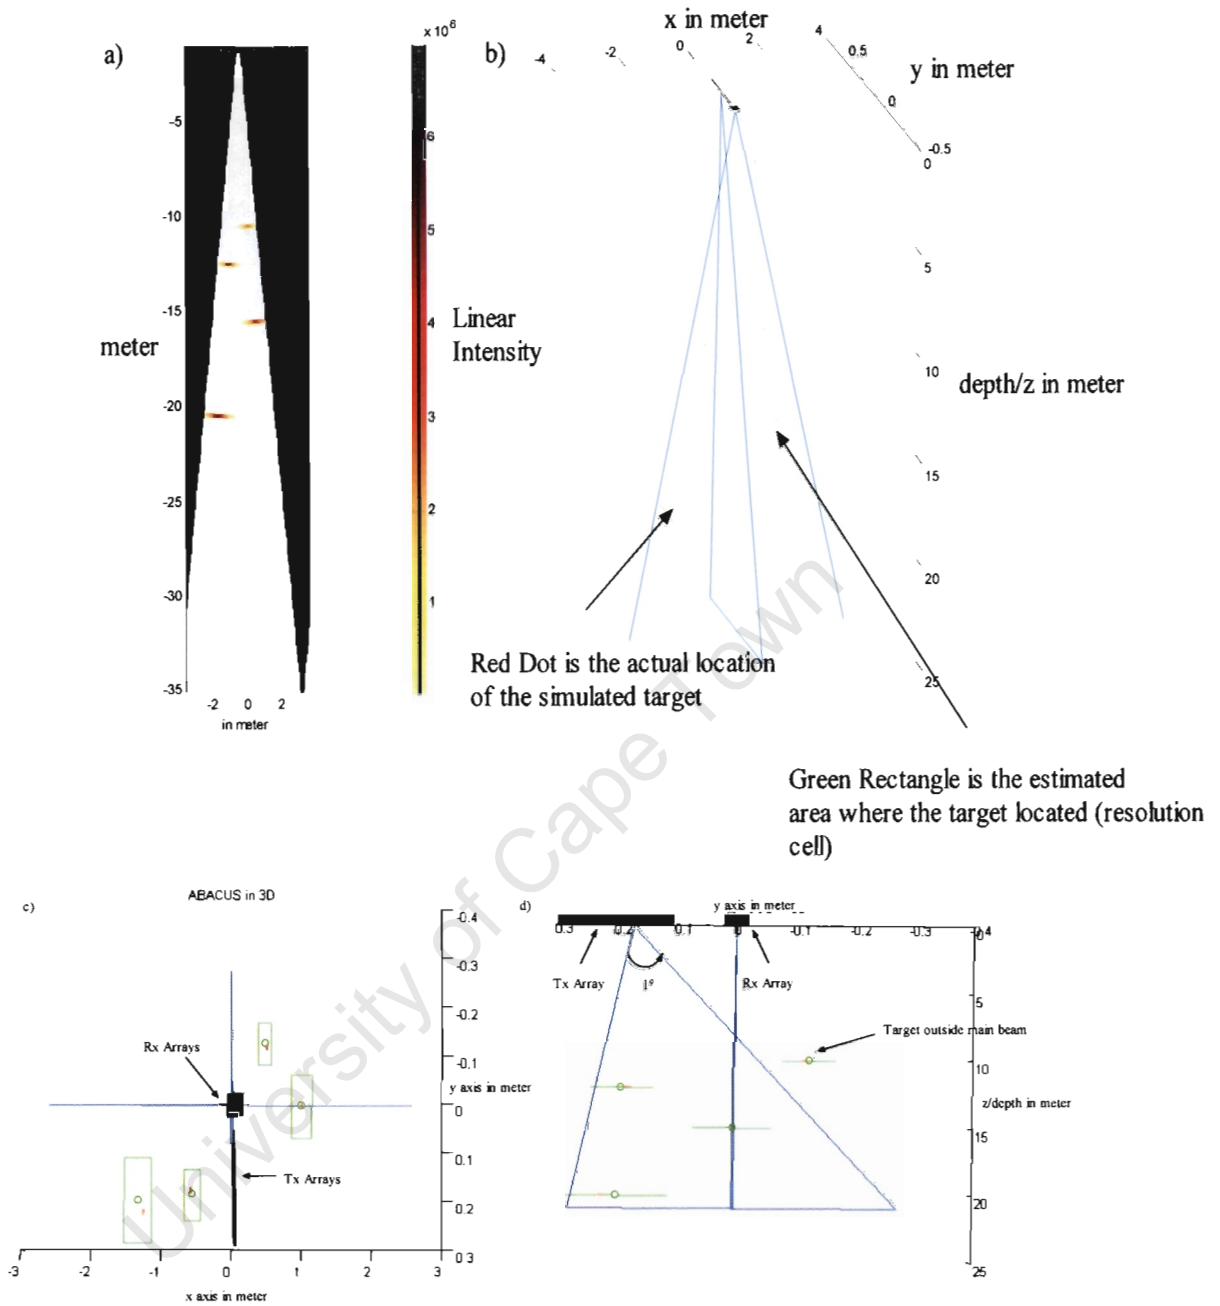 a)
x10^6
-5
-10
-15
-20
-25
-30
-35
meter
-2 0 2
in meter
6
5
4
3
2
1
Linear
Intensity
b)
x in meter
-4 -2 0 2 4
y in meter
0.5
0
-0.5
0
5
10
15
20
25
depth/z in meter
Red Dot is the actual location
of the simulated target
Green Rectangle is the estimated
area where the target located (resolution
cell)
University of Cape Town
c)
ABACUS in 3D
-0.4
-0.3
-0.2
-0.1
0
0.1
0.2
0.3
y axis in meter
Rx Arrays
Tx Arrays
-3 -2 -1 0 1 2 3
x axis in meter
d)
y axis in meter
0.3 0.2 0.1 0 -0.1 -0.2 -0.3
Tx Array
1º
Rx Array
Target outside main beam
5
10
15
20
25
z/depth in meter